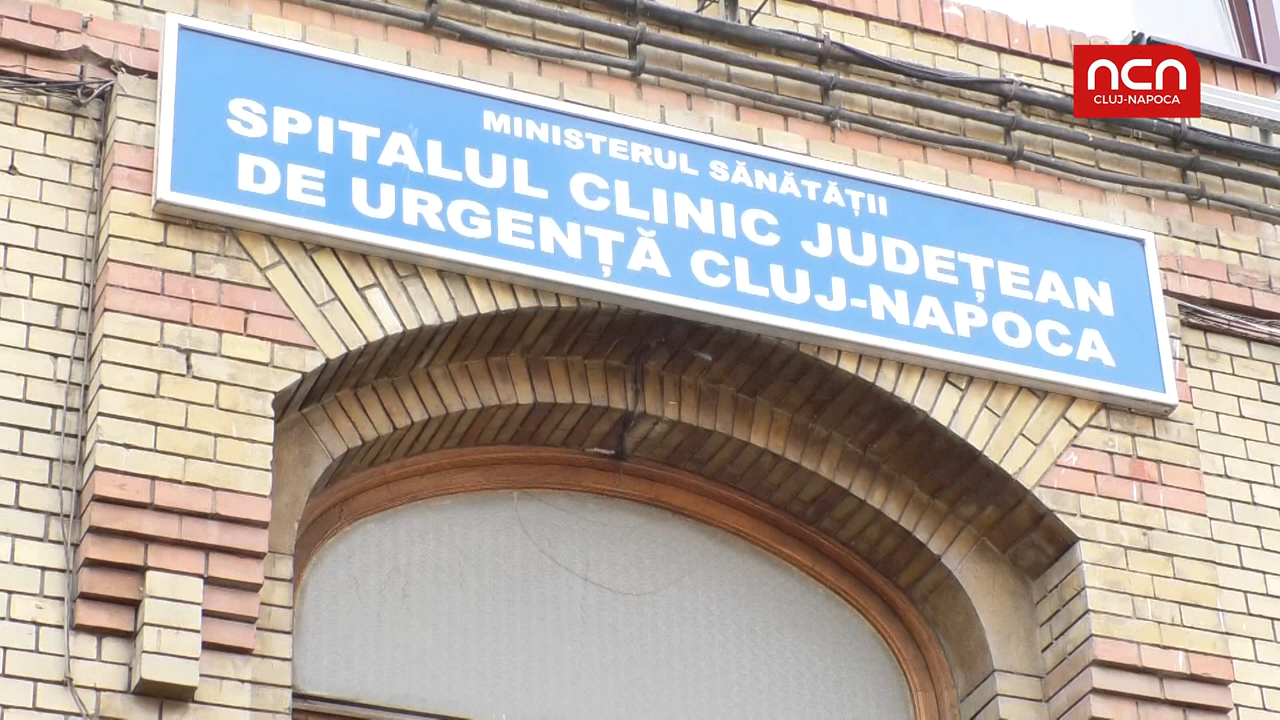 ncn
CLUJ-NAPOCA
MINISTERUL SĂNĂTĂȚII
SPITALUL CLINIC JUDEȚEAN
DE URGENȚĂ CLUJ-NAPOCA